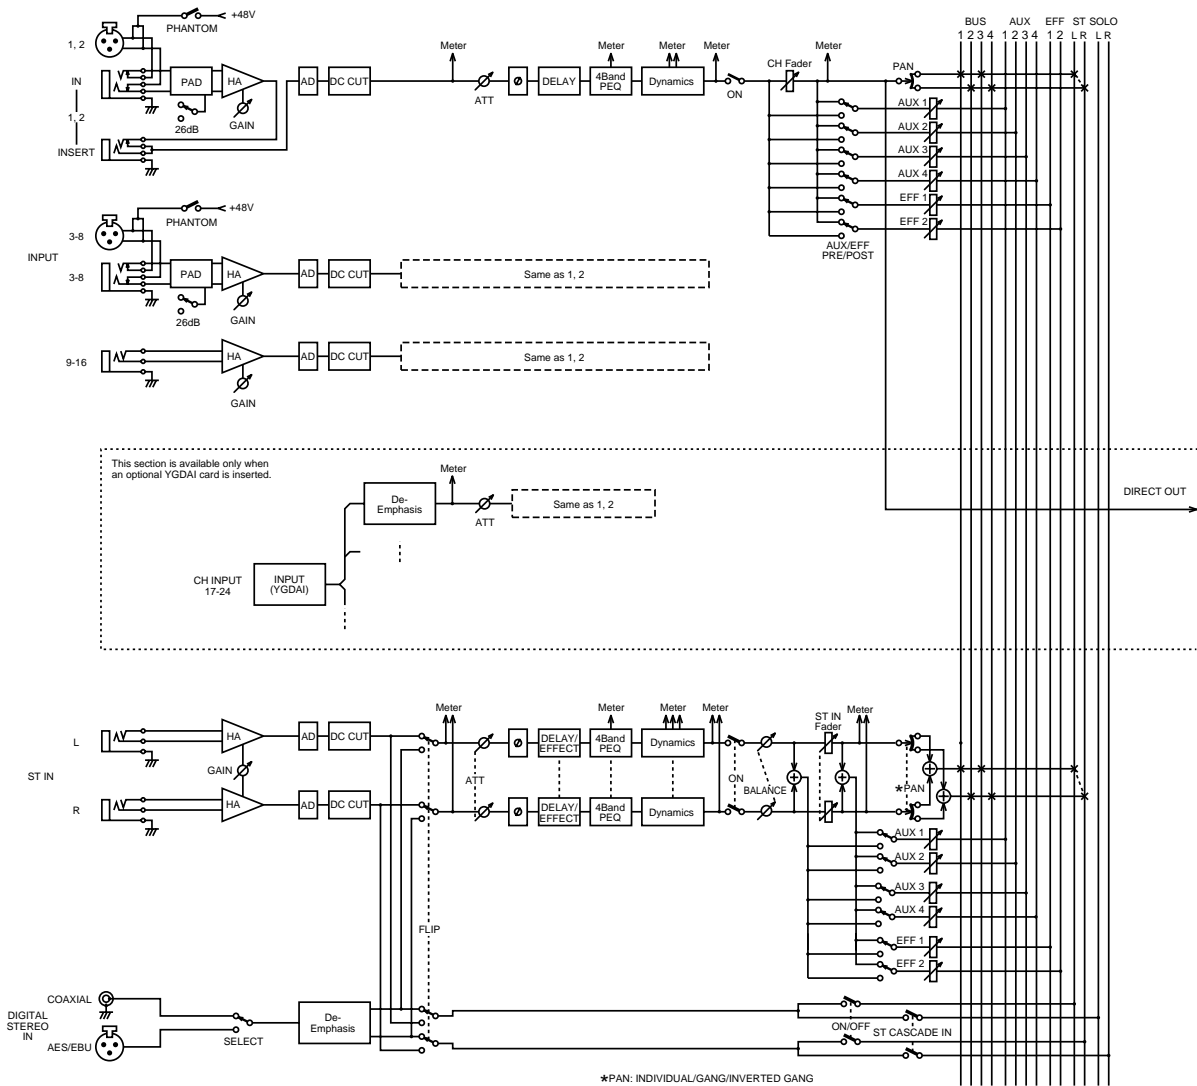 BUS AUX EFF ST SOLO
1 2 3 4 1 2 3 4 1 2 L R L R
+48V
PHANTOM
1, 2
IN
1, 2
INSERT
PAD
HA
26dB
GAIN
AD
DC CUT
Meter
ATT
Ø
DELAY
Meter
4Band
PEQ
Meter
Dynamics
Meter
ON
CH Fader
Meter
PAN
AUX 1
AUX 2
AUX 3
AUX 4
EFF 1
EFF 2
AUX/EFF
PRE/POST
INPUT
+48V
PHANTOM
3-8
3-8
PAD
HA
26dB
GAIN
AD
DC CUT
Same as 1, 2
9-16
HA
GAIN
AD
DC CUT
Same as 1, 2
This section is available only when
an optional YGDAI card is inserted.
Meter
De-
Emphasis
ATT
Same as 1, 2
DIRECT OUT
CH INPUT
17-24
INPUT
(YGDAI)
ST IN
L
R
HA
GAIN
HA
AD
DC CUT
AD
DC CUT
Meter
ATT
Ø
DELAY/
EFFECT
Meter
4Band
PEQ
Meter
Dynamics
Meter
ON
BALANCE
ST IN
Fader
Meter
*PAN
Ø
DELAY/
EFFECT
4Band
PEQ
Dynamics
AUX 1
AUX 2
AUX 3
AUX 4
EFF 1
EFF 2
FLIP
DIGITAL
STEREO
IN
COAXIAL
AES/EBU
SELECT
De-
Emphasis
ON/OFF
ST CASCADE IN
*PAN: INDIVIDUAL/GANG/INVERTED GANG